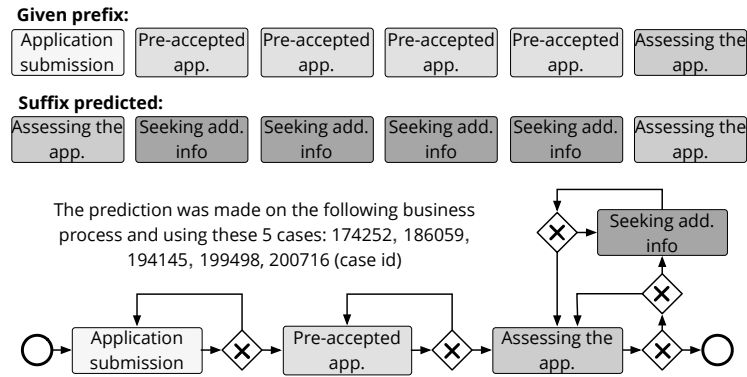 Given prefix:
Application submission
Pre-accepted app.
Pre-accepted app.
Pre-accepted app.
Pre-accepted app.
Assessing the app.
Suffix predicted:
Assessing the app.
Seeking add. info
Seeking add. info
Seeking add. info
Seeking add. info
Assessing the app.
The prediction was made on the following business
process and using these 5 cases: 174252, 186059,
194145, 199498, 200716 (case id)
Seeking add. info
Application submission
Pre-accepted app.
Assessing the app.